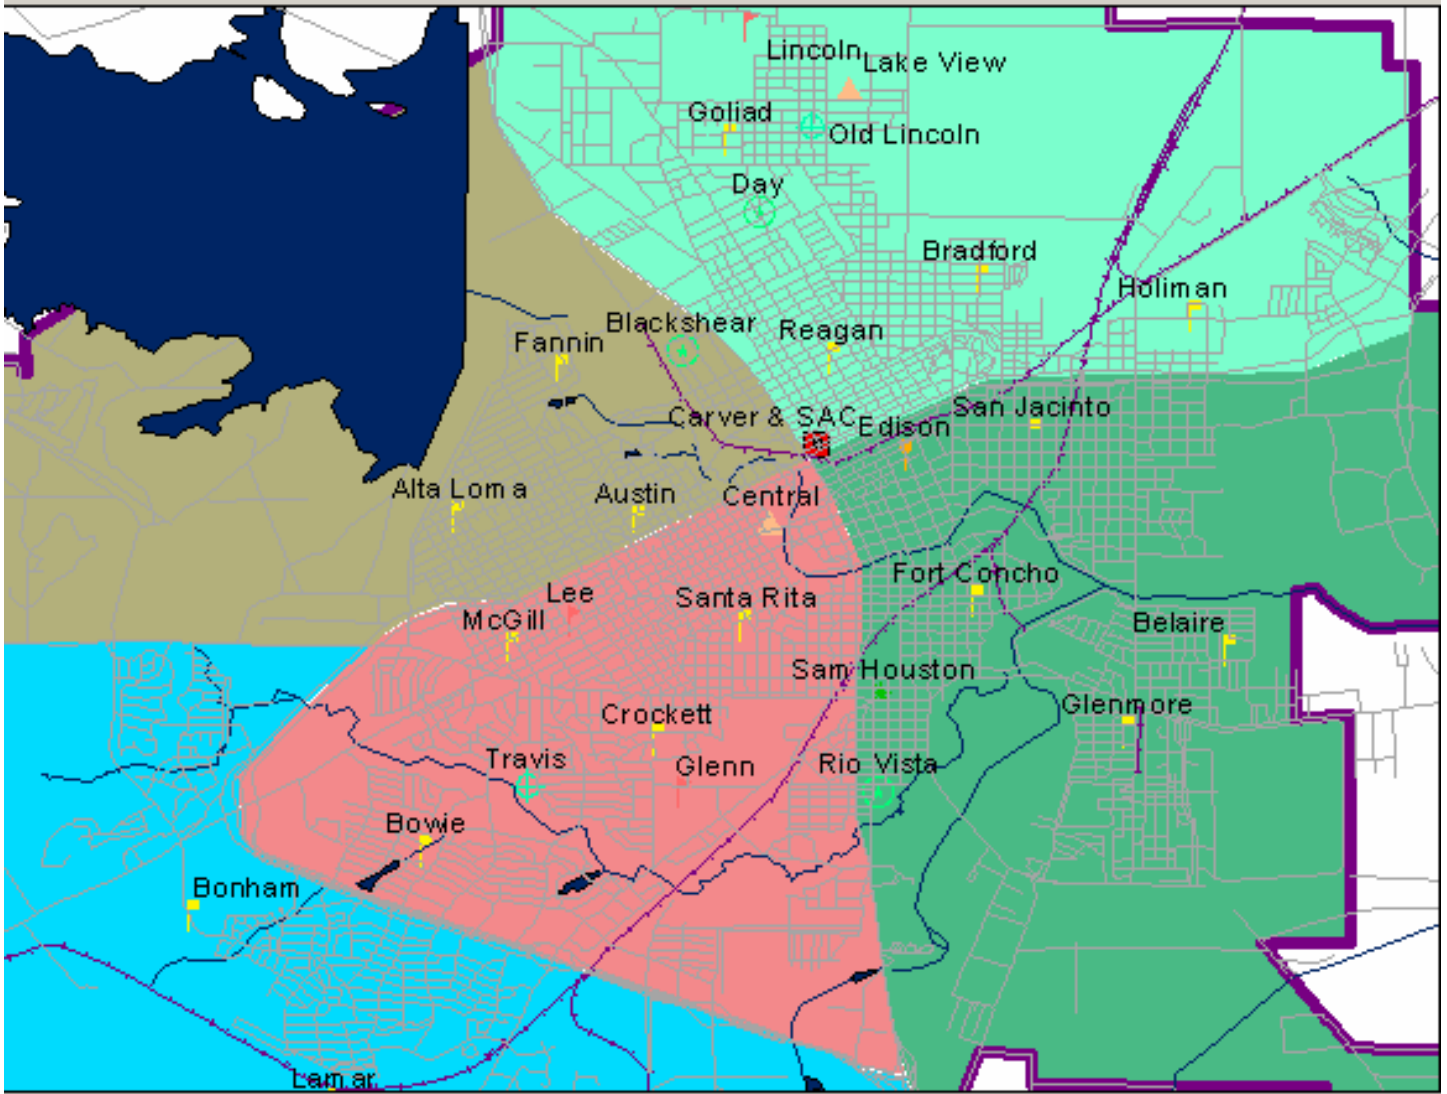 Lincoln
Lake View
Goliad
Old Lincoln
Day
Bradford
Holiman
Blackshear
Reagan
Fannin
Carver & SAC
Edison
San Jacinto
Alta Loma
Austin
Central
Fort Concho
Lee
Santa Rita
McGill
Belaire
Sam Houston
Crockett
Glenmore
Travis
Glenn
Rio Vista
Bowie
Bonham
Lamar